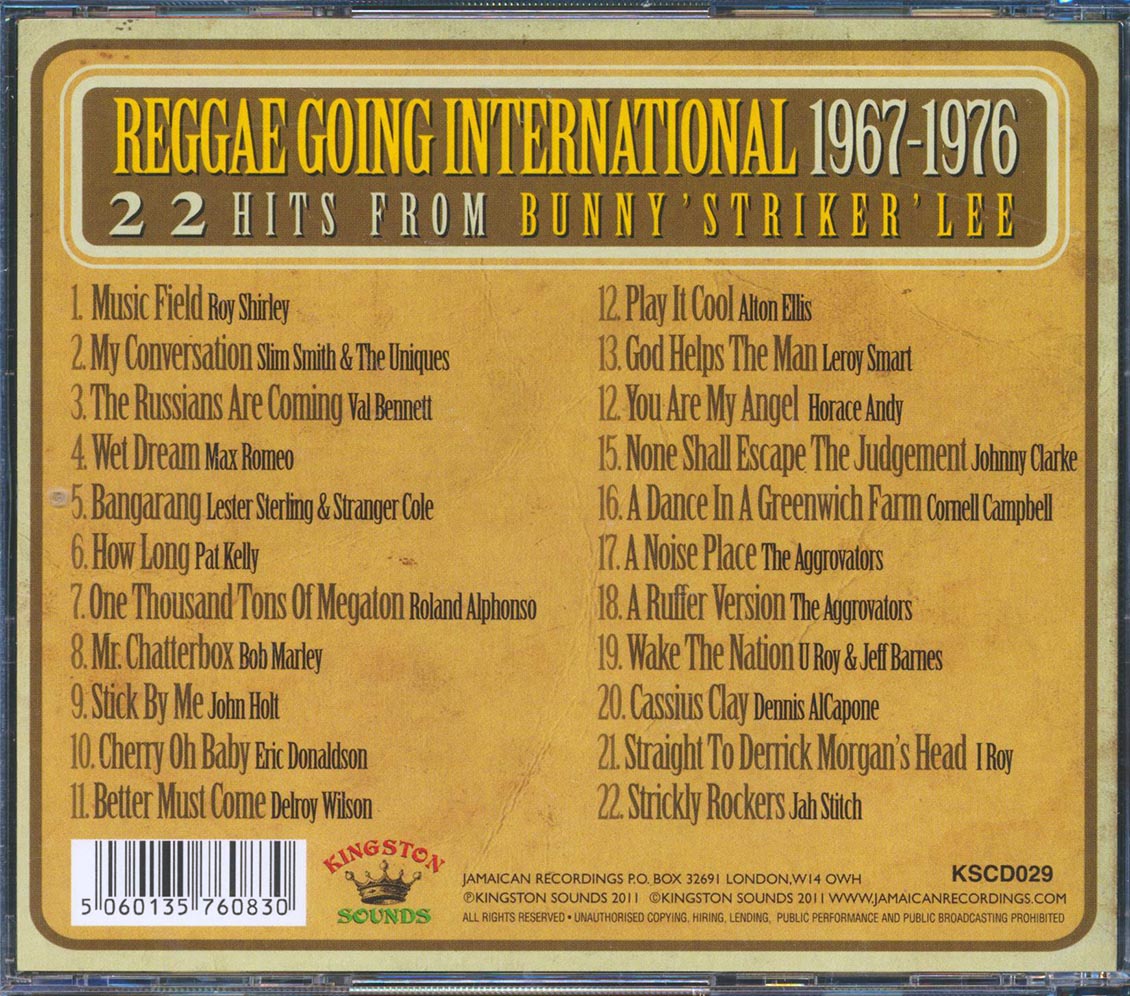 REGGAE GOING INTERNATIONAL 1967-1976
22 HITS FROM BUNNY 'STRIKER' LEE
1. Music Field Roy Shirley
2. My Conversation Slim Smith & The Uniques
3. The Russians Are Coming Val Bennett
4. Wet Dream Max Romeo
5. Bangarang Lester Sterling & Stranger Cole
6. How Long Pat Kelly
7. One Thousand Tons Of Megaton Roland Alphonso
8. Mr. Chatterbox Bob Marley
9. Stick By Me John Holt
10. Cherry Oh Baby Eric Donaldson
11. Better Must Come Delroy Wilson
12. Play It Cool Alton Ellis
13. God Helps The Man Leroy Smart
12. You Are My Angel Horace Andy
15. None Shall Escape The Judgement Johnny Clarke
16. A Dance In A Greenwich Farm Cornell Campbell
17. A Noise Place The Aggrovators
18. A Ruffer Version The Aggrovators
19. Wake The Nation U Roy & Jeff Barnes
20. Cassius Clay Dennis AlCapone
21. Straight To Derrick Morgan's Head I Roy
22. Strickly Rockers Jah Stitch
5 060135 760830
KINGSTON
SOUNDS
JAMAICAN RECORDINGS P.O. BOX 32691 LONDON,W14 OWH
℗KINGSTON SOUNDS 2011 ©KINGSTON SOUNDS 2011 WWW.JAMAICANRECORDINGS.COM
ALL RIGHTS RESERVED • UNAUTHORISED COPYING, HIRING, LENDING, PUBLIC PERFORMANCE AND PUBLIC BROADCASTING PROHIBITED
KSCD029